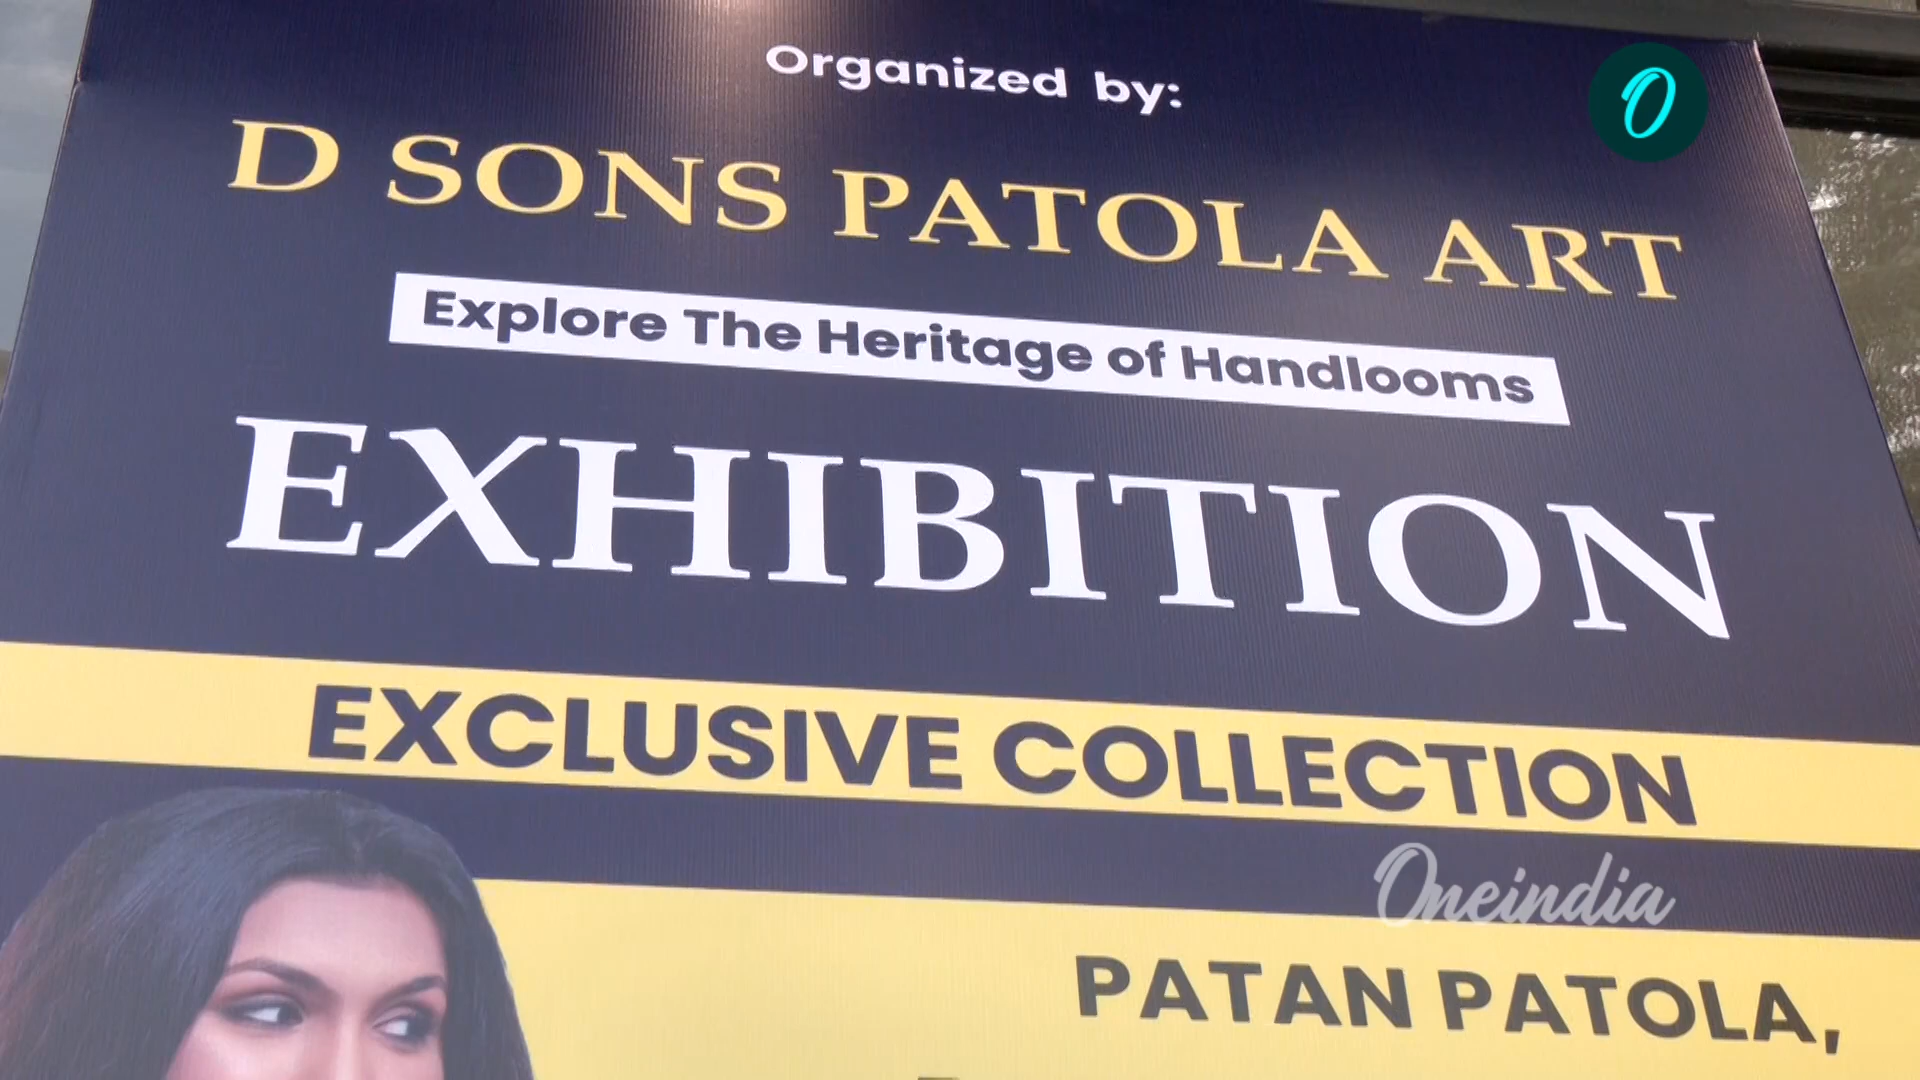 Organized by:
D SONS PATOLA ART
Explore The Heritage of Handlooms
EXHIBITION
EXCLUSIVE COLLECTION
Oneindia
PATAN PATOLA,